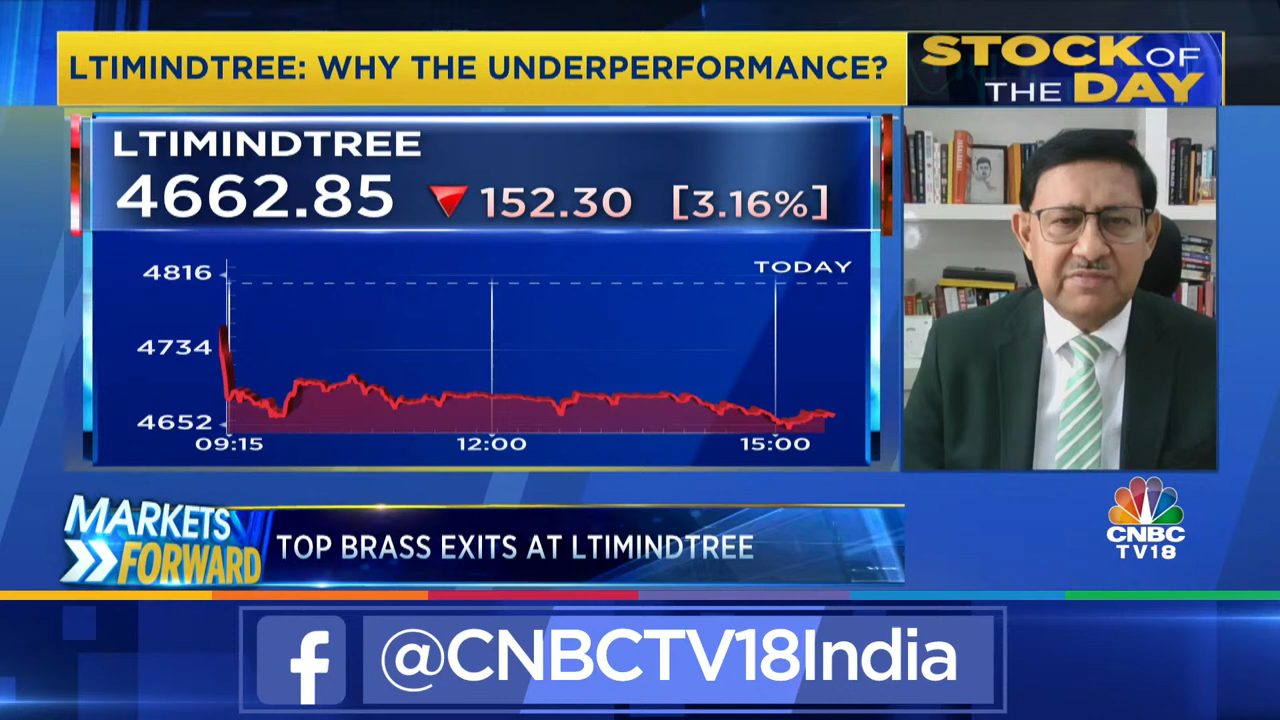 LTIMINDTREE: WHY THE UNDERPERFORMANCE?
STOCK OF
THE DAY
LTIMINDTREE
4662.85 152.30 [3.16%]
TODAY
4816
4734
4652
09:15 12:00 15:00
MARKETS
FORWARD
TOP BRASS EXITS AT LTIMINDTREE
CNBC
TV18
@CNBCTV18India